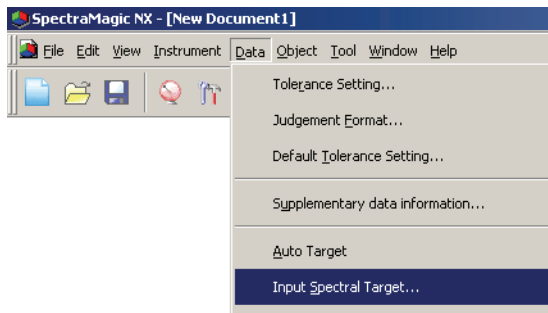 SpectraMagic NX - [New Document1]
File Edit View Instrument Data Object Tool Window Help
Tolerance Setting...
Judgement Format...
Default Tolerance Setting...
Supplementary data information...
Auto Target
Input Spectral Target...